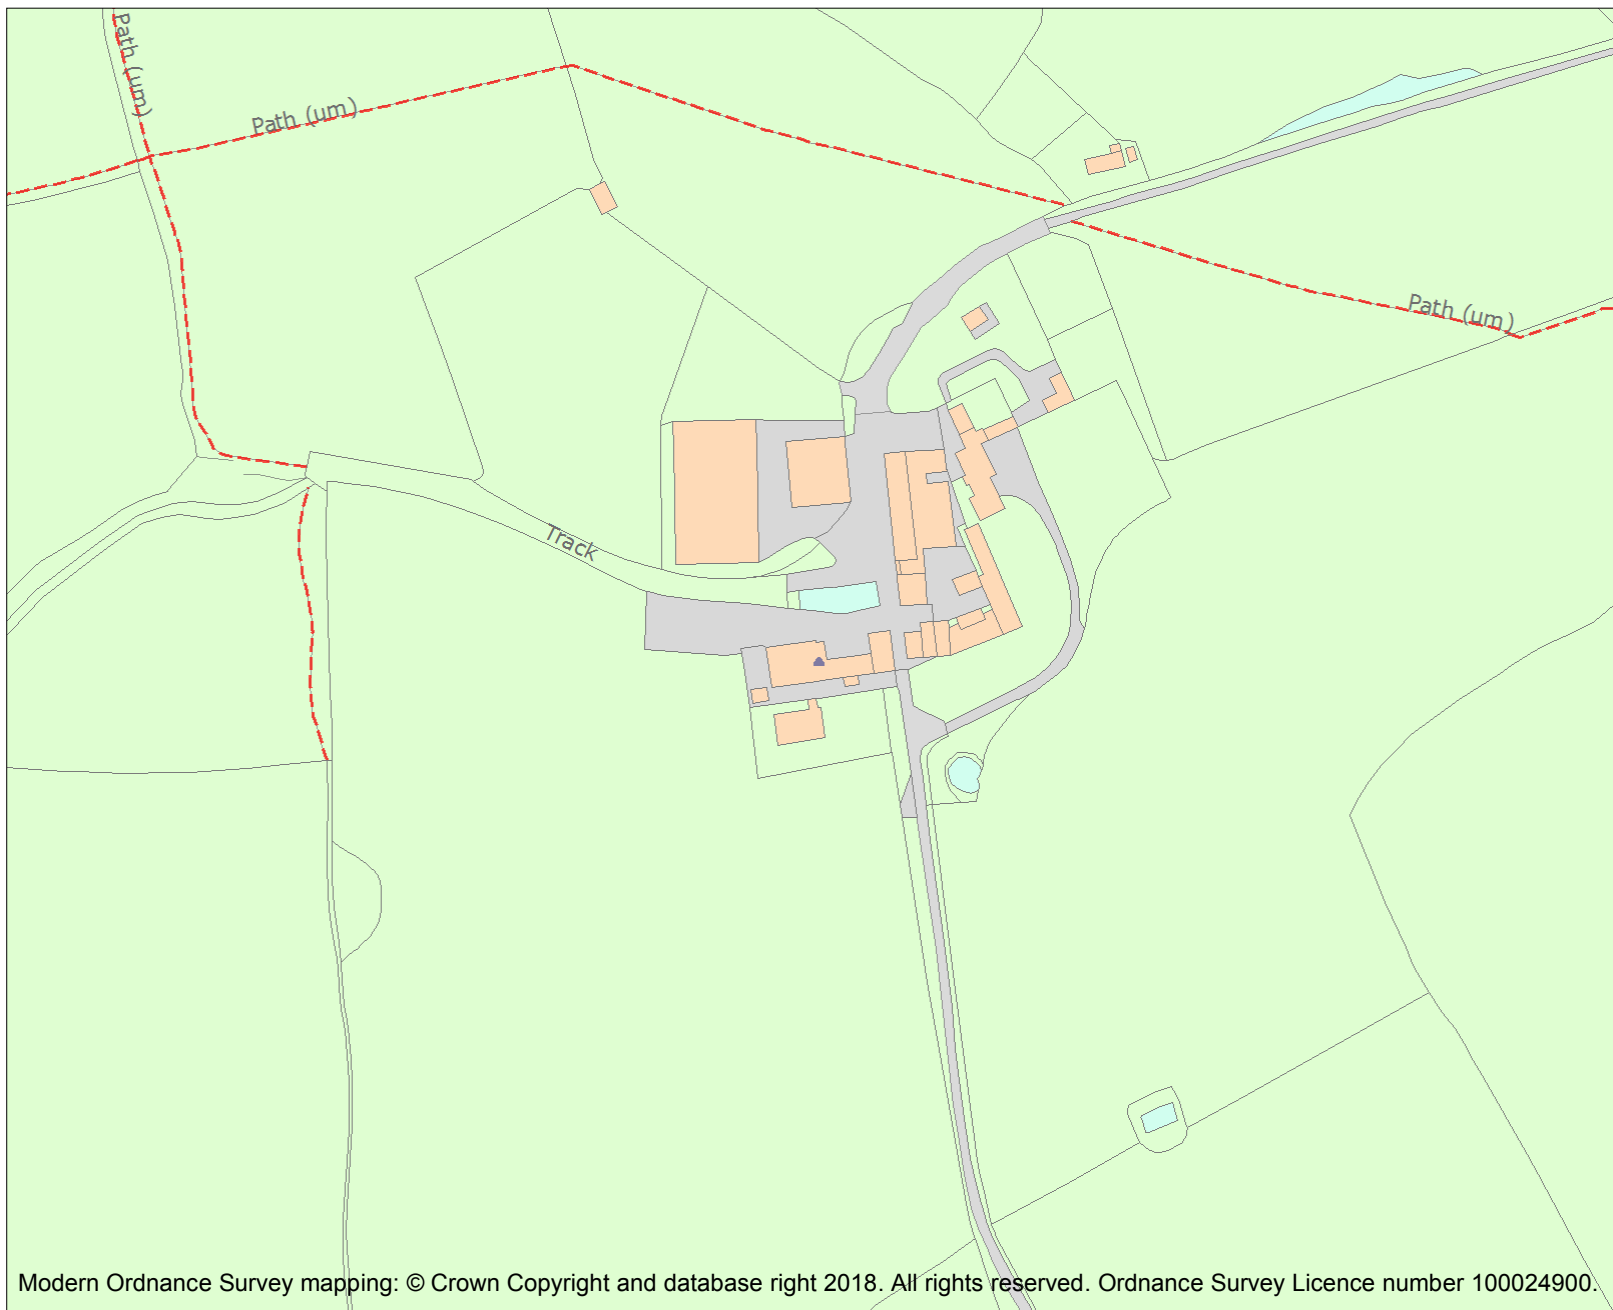 Path (um)
Path (um)
Path (um)
Track
Modern Ordnance Survey mapping: © Crown Copyright and database right 2018. All rights reserved. Ordnance Survey Licence number 100024900.